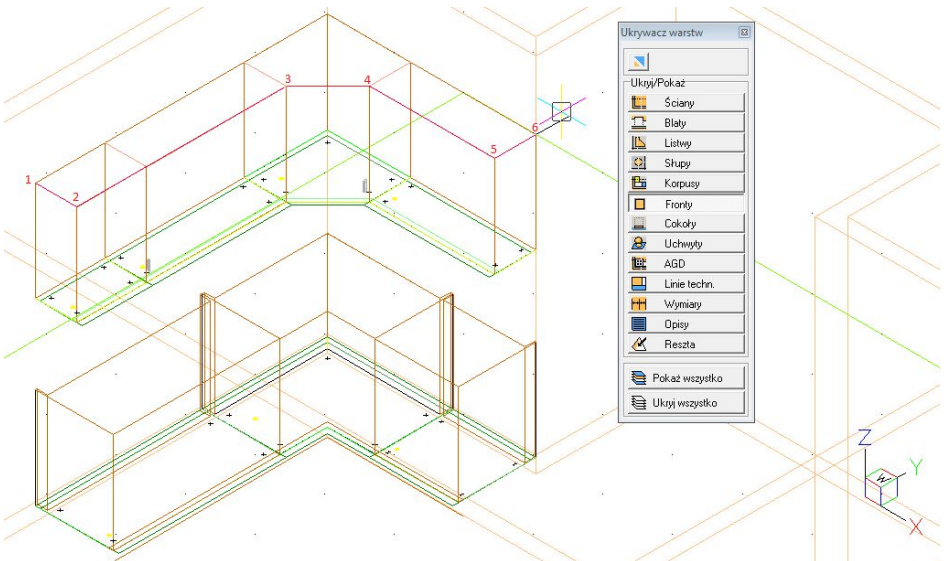 Ukrywacz warstw
Ukryj/Pokaż
Ściany
Blaty
Listwy
Słupy
Korpusy
Fronty
Cokoły
Uchwyty
AGD
Linie techn.
Wymiary
Opisy
Reszta
Pokaż wszystko
Ukryj wszystko
3 4
6
5
1
2
Z
Y
W
X